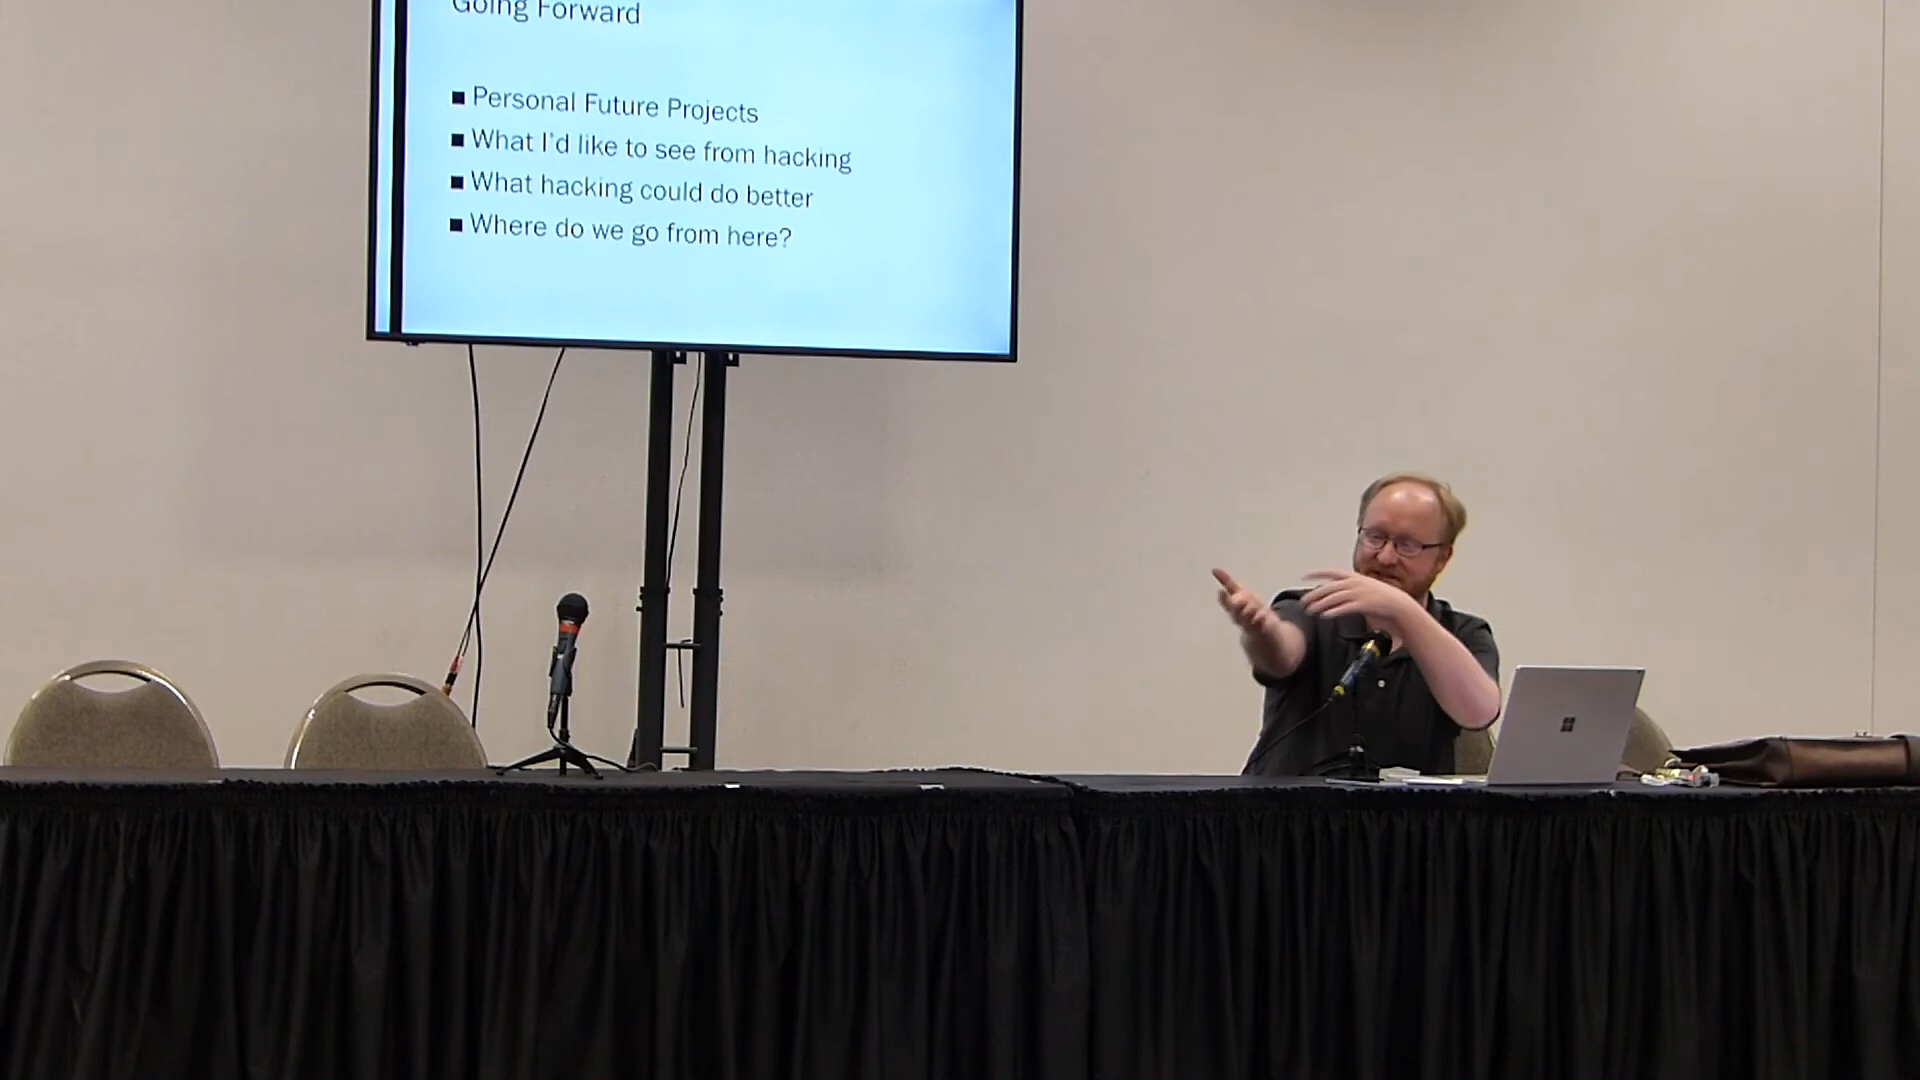 Going Forward
Personal Future Projects
What I'd like to see from hacking
What hacking could do better
Where do we go from here?